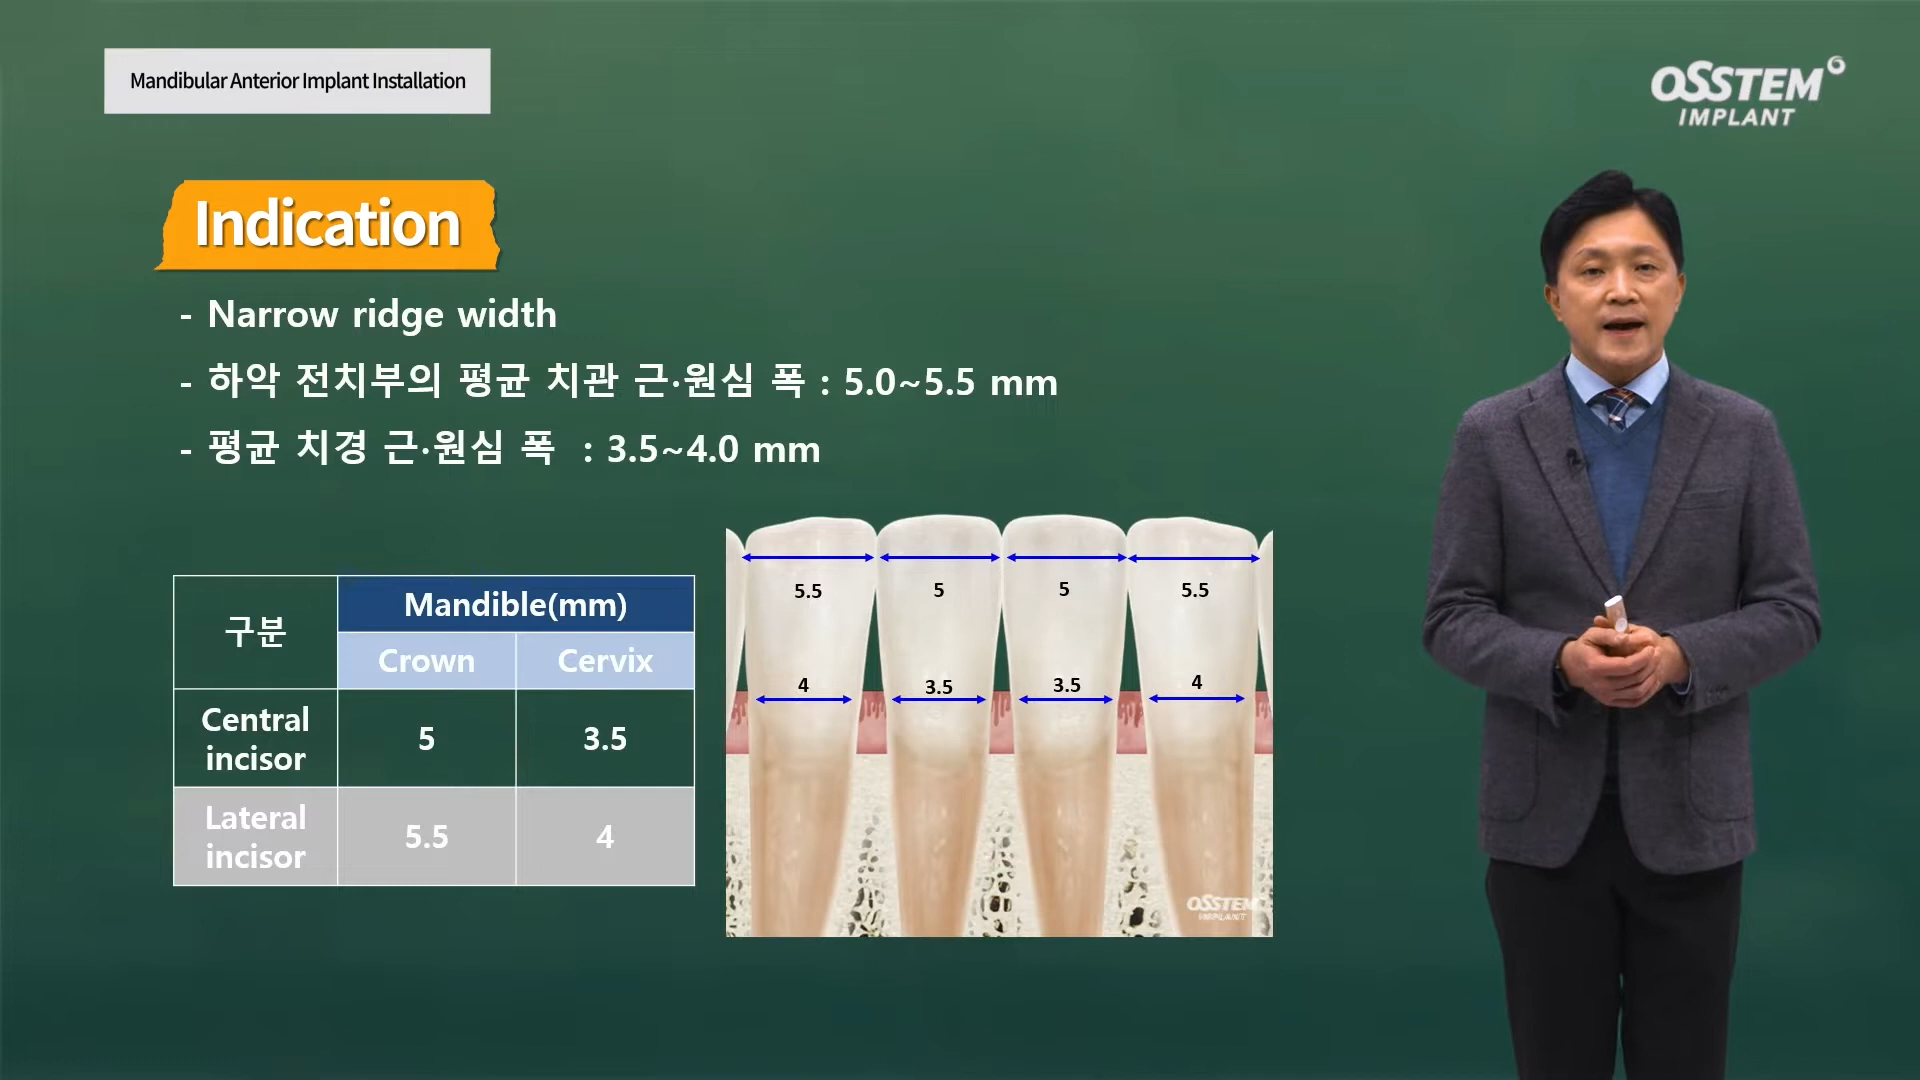 Mandibular Anterior Implant Installation
OSSTEM
IMPLANT
Indication
- Narrow ridge width
- 하악 전치부의 평균 치관 근·원심 폭 : 5.0~5.5 mm
- 평균 치경 근·원심 폭 : 3.5~4.0 mm
구분
Mandible(mm)
Crown
Cervix
Central
incisor
5
3.5
Lateral
incisor
5.5
4
5.5
5
5
5.5
4
3.5
3.5
4
OSSTEM
IMPLANT